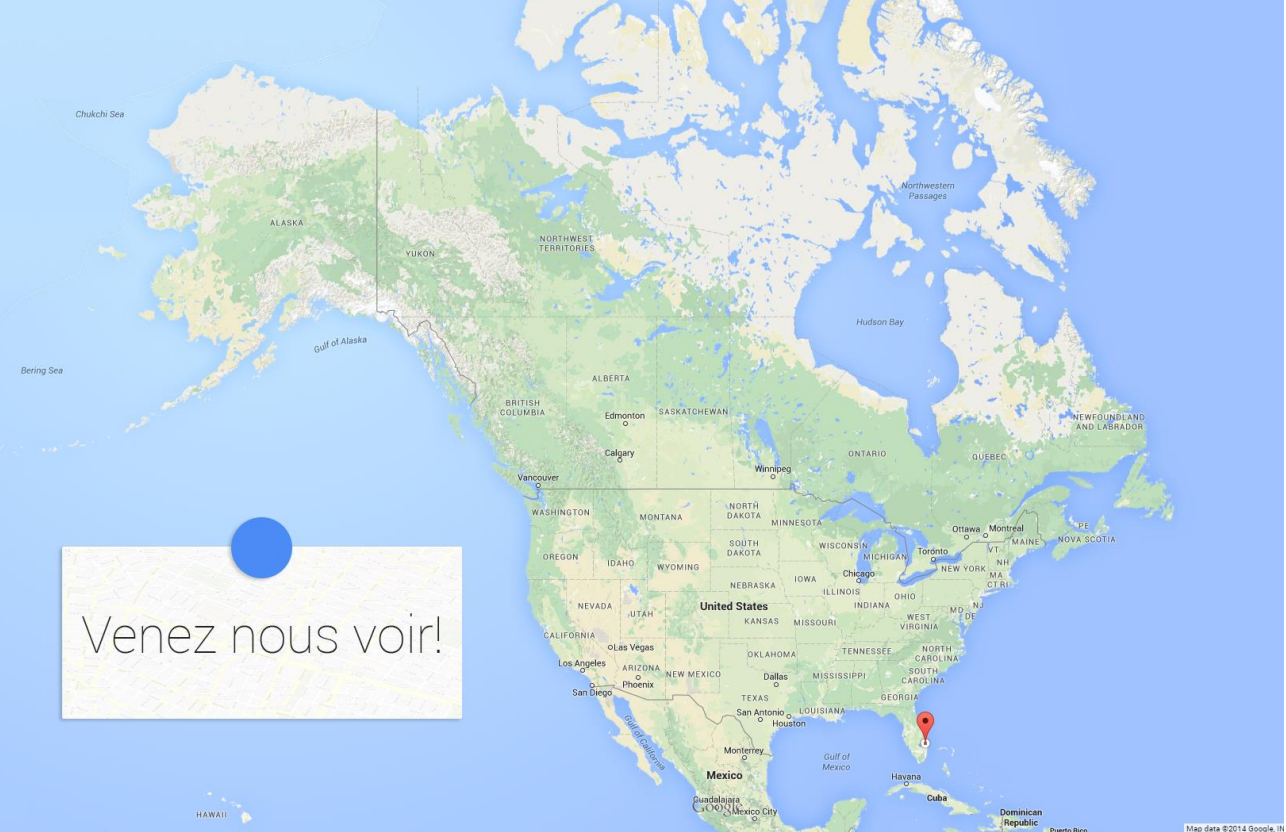 Chukchi Sea
Northwestern
Passages
ALASKA
NORTHWEST
TERRITORIES
YUKON
Hudson Bay
Gulf of Alaska
Bering Sea
ALBERTA
BRITISH
COLUMBIA
Edmonton
SASKATCHEWAN
NEWFOUNDLAND
AND LABRADOR
Calgary
ONTARIO
QUEBEC
Winnipeg
Vancouver
WASHINGTON
MONTANA
NORTH
DAKOTA
MINNESOTA
Ottawa
Montreal
PE
NOVA SCOTIA
MAINE
OREGON
IDAHO
WYOMING
SOUTH
DAKOTA
WISCONSIN
MICHIGAN
Toronto
VT
NH
NEW YORK
MA
CT RI
Chicago
NEBRASKA
IOWA
ILLINOIS
INDIANA
OHIO
NEVADA
UTAH
United States
KANSAS
MISSOURI
WEST
VIRGINIA
MD
DE
NJ
Venez nous voir!
CALIFORNIA
Las Vegas
Los Angeles
ARIZONA
Phoenix
San Diego
NEW MEXICO
OKLAHOMA
Dallas
TENNESSEE
NORTH
CAROLINA
SOUTH
CAROLINA
MISSISSIPPI
GEORGIA
TEXAS
San Antonio
LOUISIANA
Houston
Gulf of California
Monterrey
Gulf of
Mexico
Mexico
Havana
Cuba
Guadalajara
Google
Mexico City
HAWAII
Dominican
Republic
Puerto Rico
Map data ©2014 Google, IN